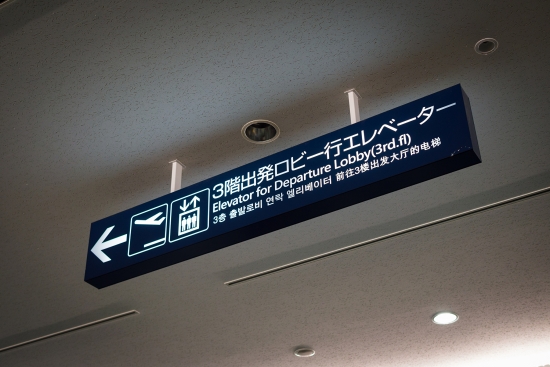 3階出発ロビー行エレベーター
Elevator for Departure Lobby(3rd.fl)
3층 출발로비 연락 엘리베이터 前往3楼出发大厅的电梯